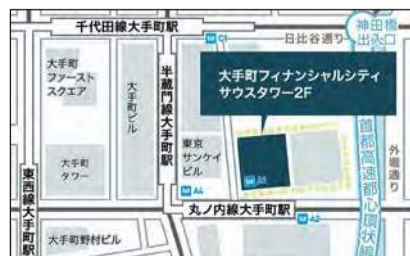 千代田線大手町駅
C1
日比谷通り
神田橋
出入口
大手町
ファースト
スクエア
大手町ビル
半蔵門線大手町駅
大手町フィナンシャルシティ
サウスタワー2F
東京
サンケイ
ビル
首都高速都心環状線
外堀通り
大手町
タワー
A4
丸ノ内線大手町駅
A2
東西線大手町駅
大手町野村ビル